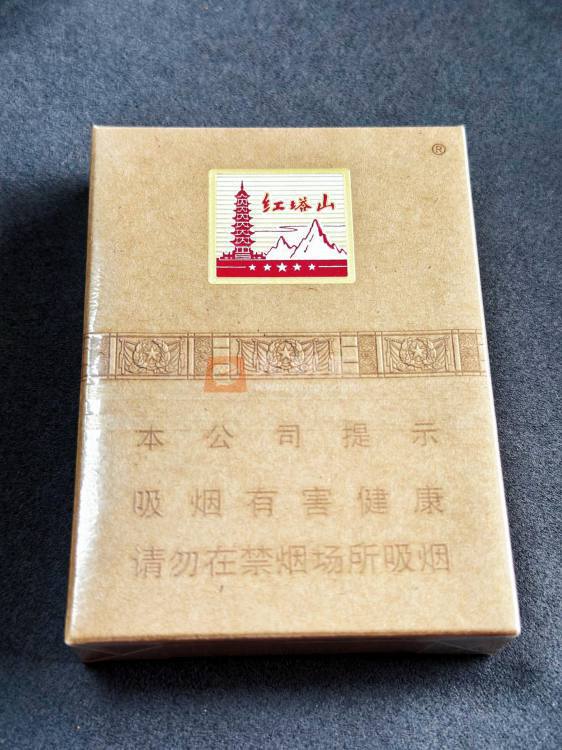 ®
红塔山
本公司提示
吸烟有害健康
请勿在禁烟场所吸烟